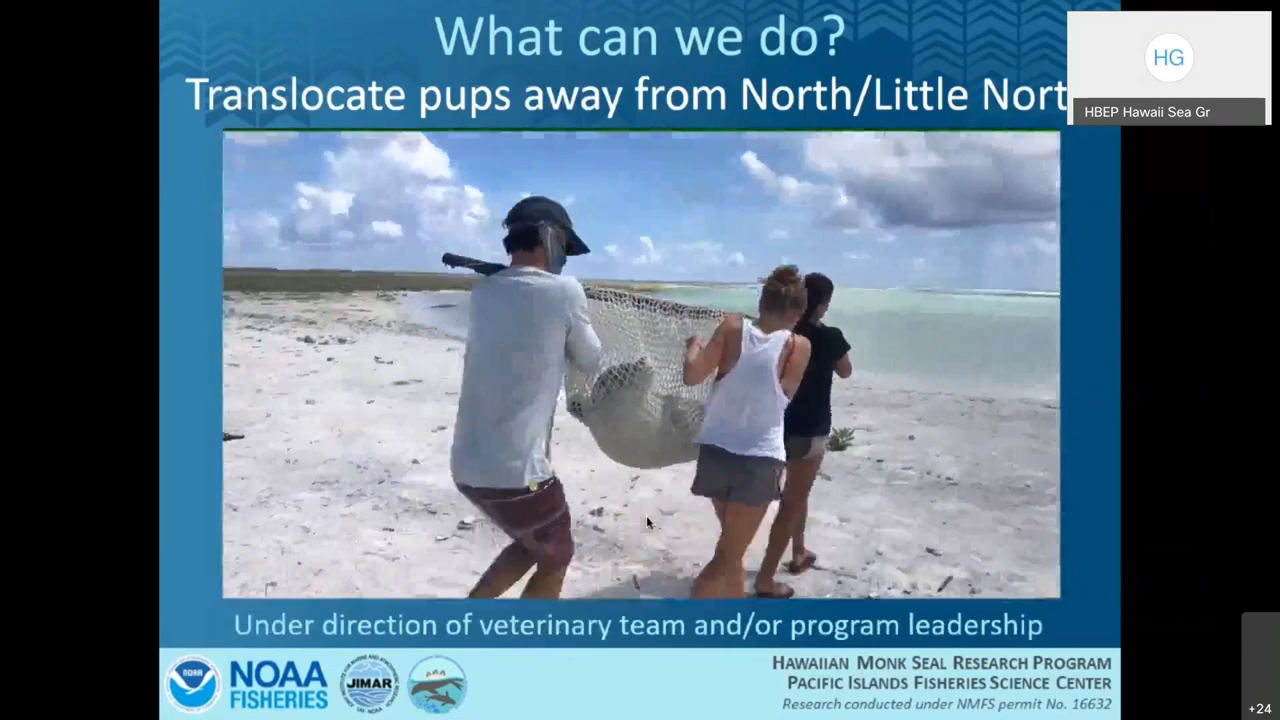 What can we do?
Translocate pups away from North/Little Nort
HG
HBEP Hawaii Sea Gr
Under direction of veterinary team and/or program leadership
NOAA
NOAA
FISHERIES
JIMAR
HAWAIIAN MONK SEAL RESEARCH PROGRAM
PACIFIC ISLANDS FISHERIES SCIENCE CENTER
Research conducted under NMFS permit No. 16632
+24